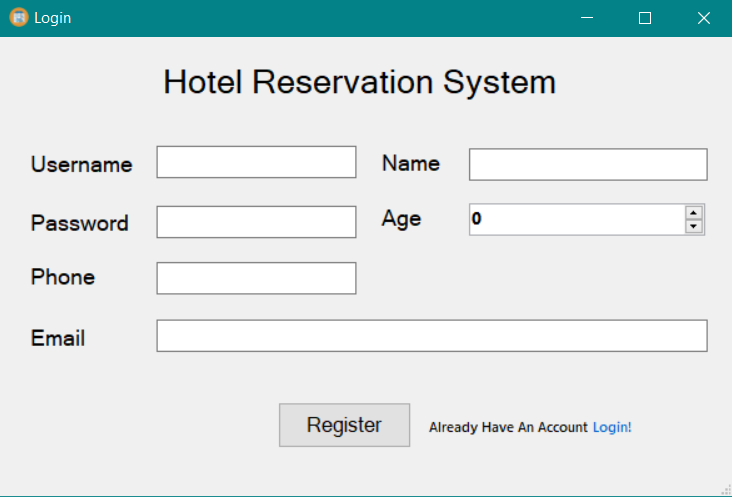 Login
Hotel Reservation System
Username
Name
Password
Age 0
Phone
Email
Register Already Have An Account Login!